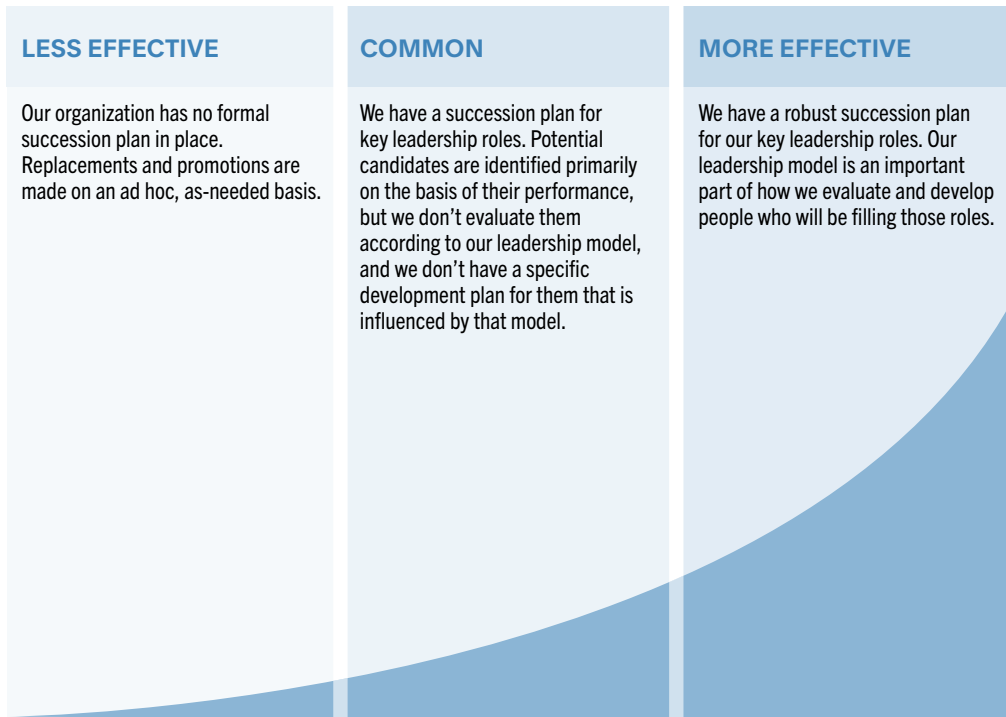 LESS EFFECTIVE
Our organization has no formal
succession plan in place.
Replacements and promotions are
made on an ad hoc, as-needed basis.
COMMON
We have a succession plan for
key leadership roles. Potential
candidates are identified primarily
on the basis of their performance,
but we don’t evaluate them
according to our leadership model,
and we don’t have a specific
development plan for them that is
influenced by that model.
MORE EFFECTIVE
We have a robust succession plan
for our key leadership roles. Our
leadership model is an important
part of how we evaluate and develop
people who will be filling those roles.